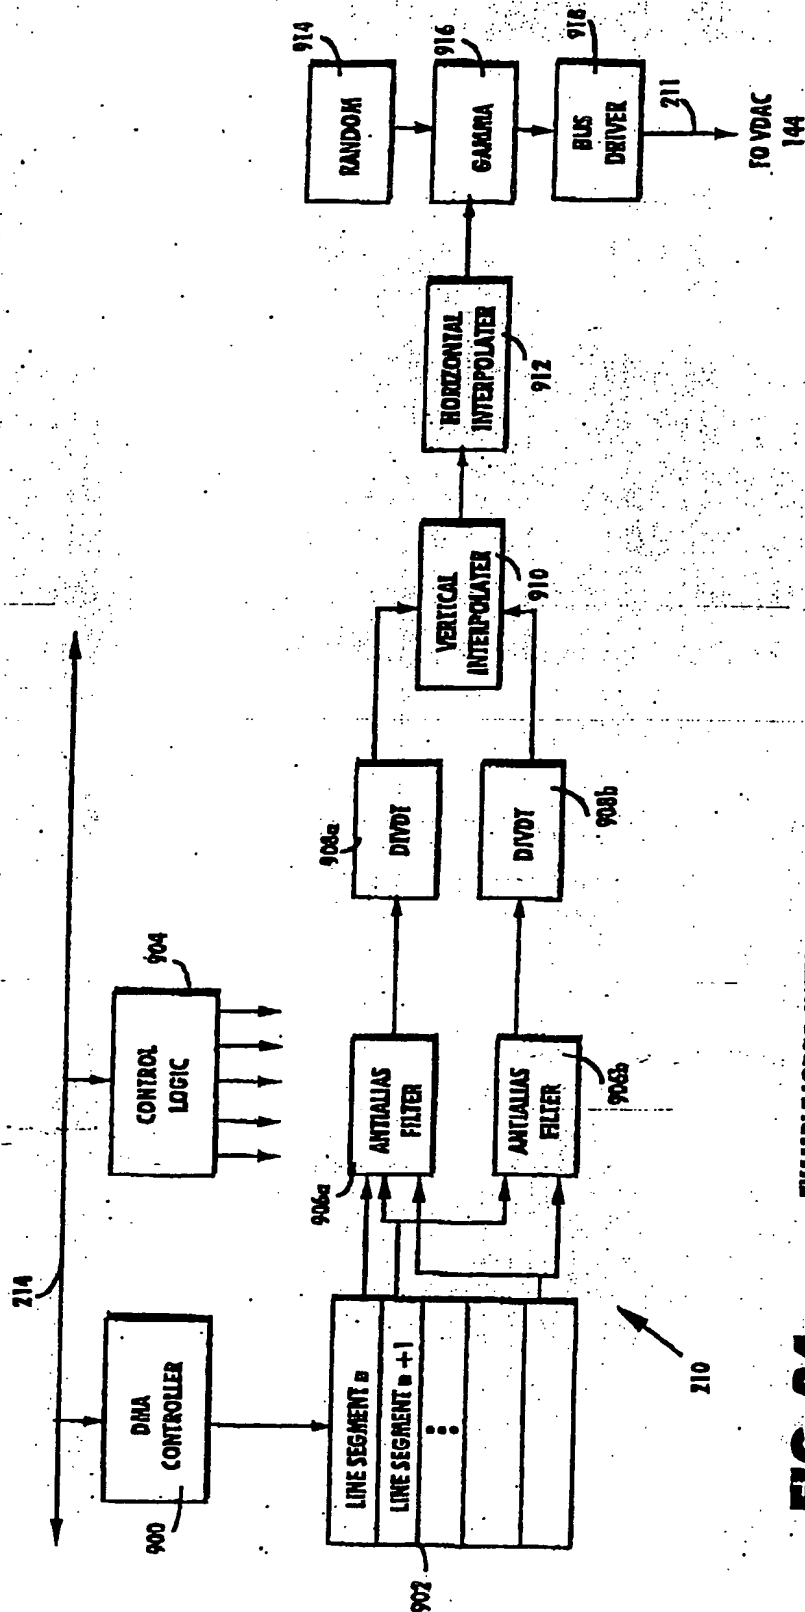 214
DMA
CONTROLLER
900
CONTROL
LOGIC
904
LINE SEGMENT n
LINE SEGMENT n +1
902
906a
ANTIALIAS
FILTER
ANTIALIAS
FILTER
906b
908a
DIVDT
DIVDT
908b
VERTICAL
INTERPOLATER
910
HORIZONTAL
INTERPOLATER
912
RANDOM
914
GAMMA
916
BUS
DRIVER
918
211
TO VDAC
144
210